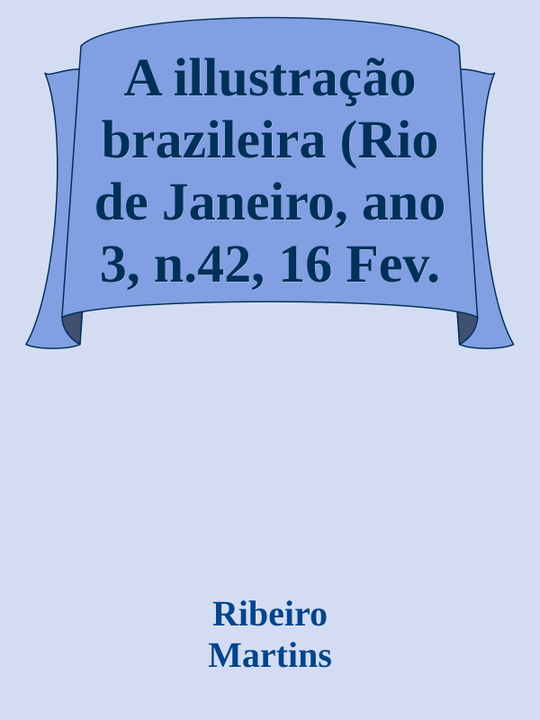 A illustração
brazileira (Rio
de Janeiro, ano
3, n.42, 16 Fev.
Ribeiro
Martins